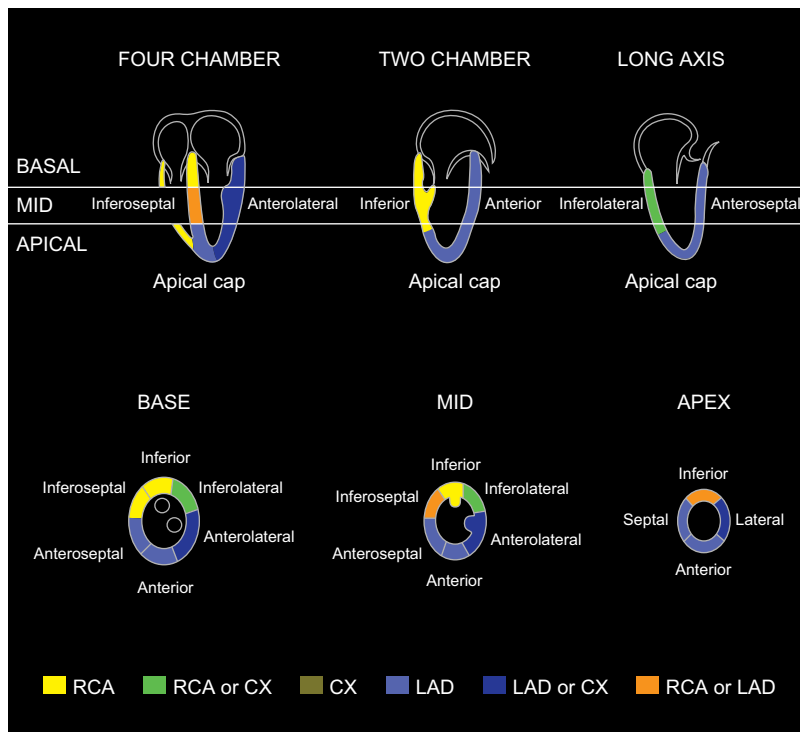 FOUR CHAMBER TWO CHAMBER LONG AXIS
BASAL
MID Inferoseptal Anterolateral Inferior Anterior Inferolateral Anteroseptal
APICAL
Apical cap Apical cap Apical cap
BASE MID APEX
Inferior Inferior Inferior
Inferoseptal Inferolateral Inferoseptal Inferolateral
Septal Lateral
Anteroseptal Anterolateral Anteroseptal Anterolateral
Anterior Anterior Anterior
RCA RCA or CX CX LAD LAD or CX RCA or LAD